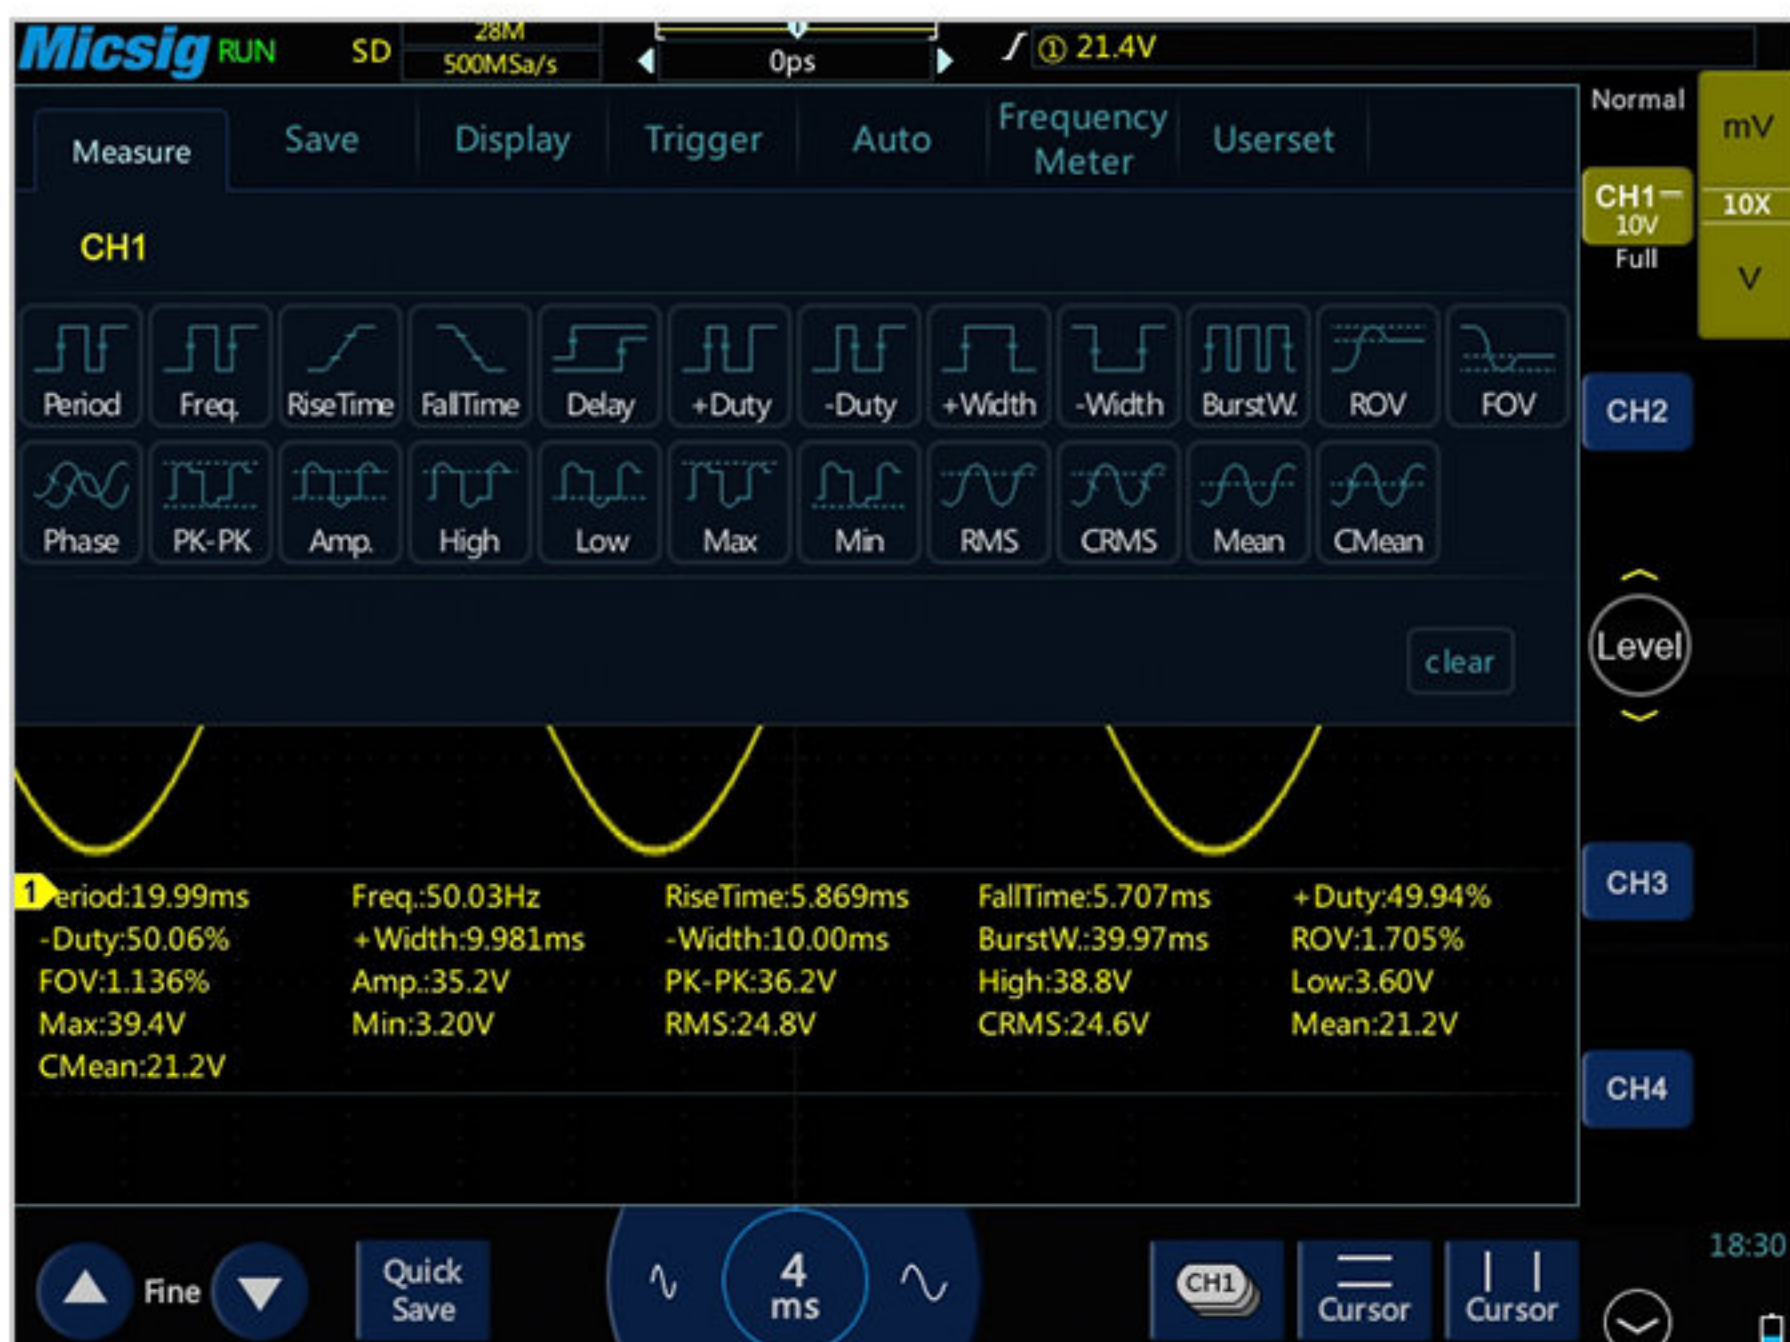 Micsig RUN SD 28M 500MSa/s 0ps ① 21.4V
Normal
mV
Measure Save Display Trigger Auto Frequency Meter Userset
CH1 10V Full
10X
V
CH1
Period Freq. RiseTime FallTime Delay +Duty -Duty +Width -Width BurstW. ROV FOV
CH2
Phase PK-PK Amp. High Low Max Min RMS CRMS Mean CMean
Level
clear
1
eriod:19.99ms Freq.:50.03Hz RiseTime:5.869ms FallTime:5.707ms +Duty:49.94%
CH3
-Duty:50.06% +Width:9.981ms -Width:10.00ms BurstW.:39.97ms ROV:1.705%
FOV:1.136% Amp.:35.2V PK-PK:36.2V High:38.8V Low:3.60V
Max:39.4V Min:3.20V RMS:24.8V CRMS:24.6V Mean:21.2V
CMean:21.2V
CH4
Fine
Quick Save
4 ms
CH1
Cursor
Cursor
18:30